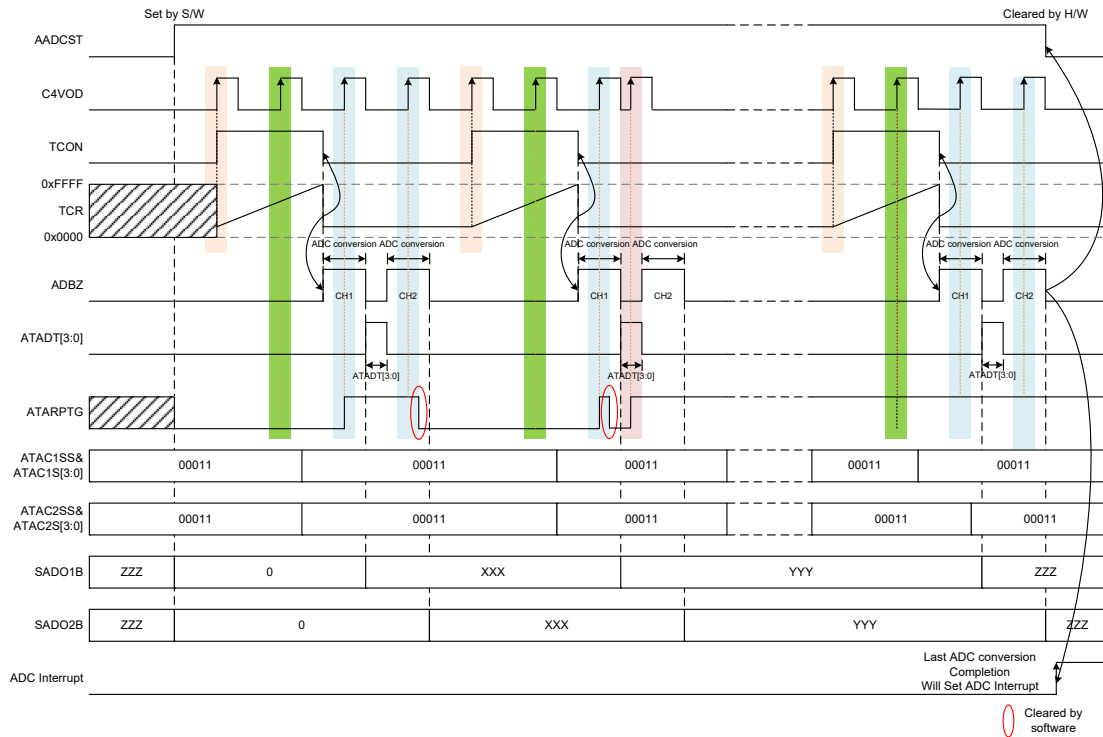 Set by S/W
Cleared by H/W
AADCST
C4VOD
TCON
0xFFFF
TCR
0x0000
ADC conversion ADC conversion
ADC conversion ADC conversion
ADC conversion ADC conversion
ADBZ
CH1 CH2
CH1 CH2
CH1 CH2
ATADT[3:0]
ATADT[3:0]
ATADT[3:0]
ATADT[3:0]
ATARPTG
ATAC1SS&
ATAC1S[3:0]
00011 00011 00011 00011 00011
ATAC2SS&
ATAC2S[3:0]
00011 00011 00011 00011 00011
SADO1B ZZZ 0 XXX YYY ZZZ
SADO2B ZZZ 0 XXX YYY ZZZ
ADC Interrupt
Last ADC conversion
Completion
Will Set ADC Interrupt
Cleared by
software